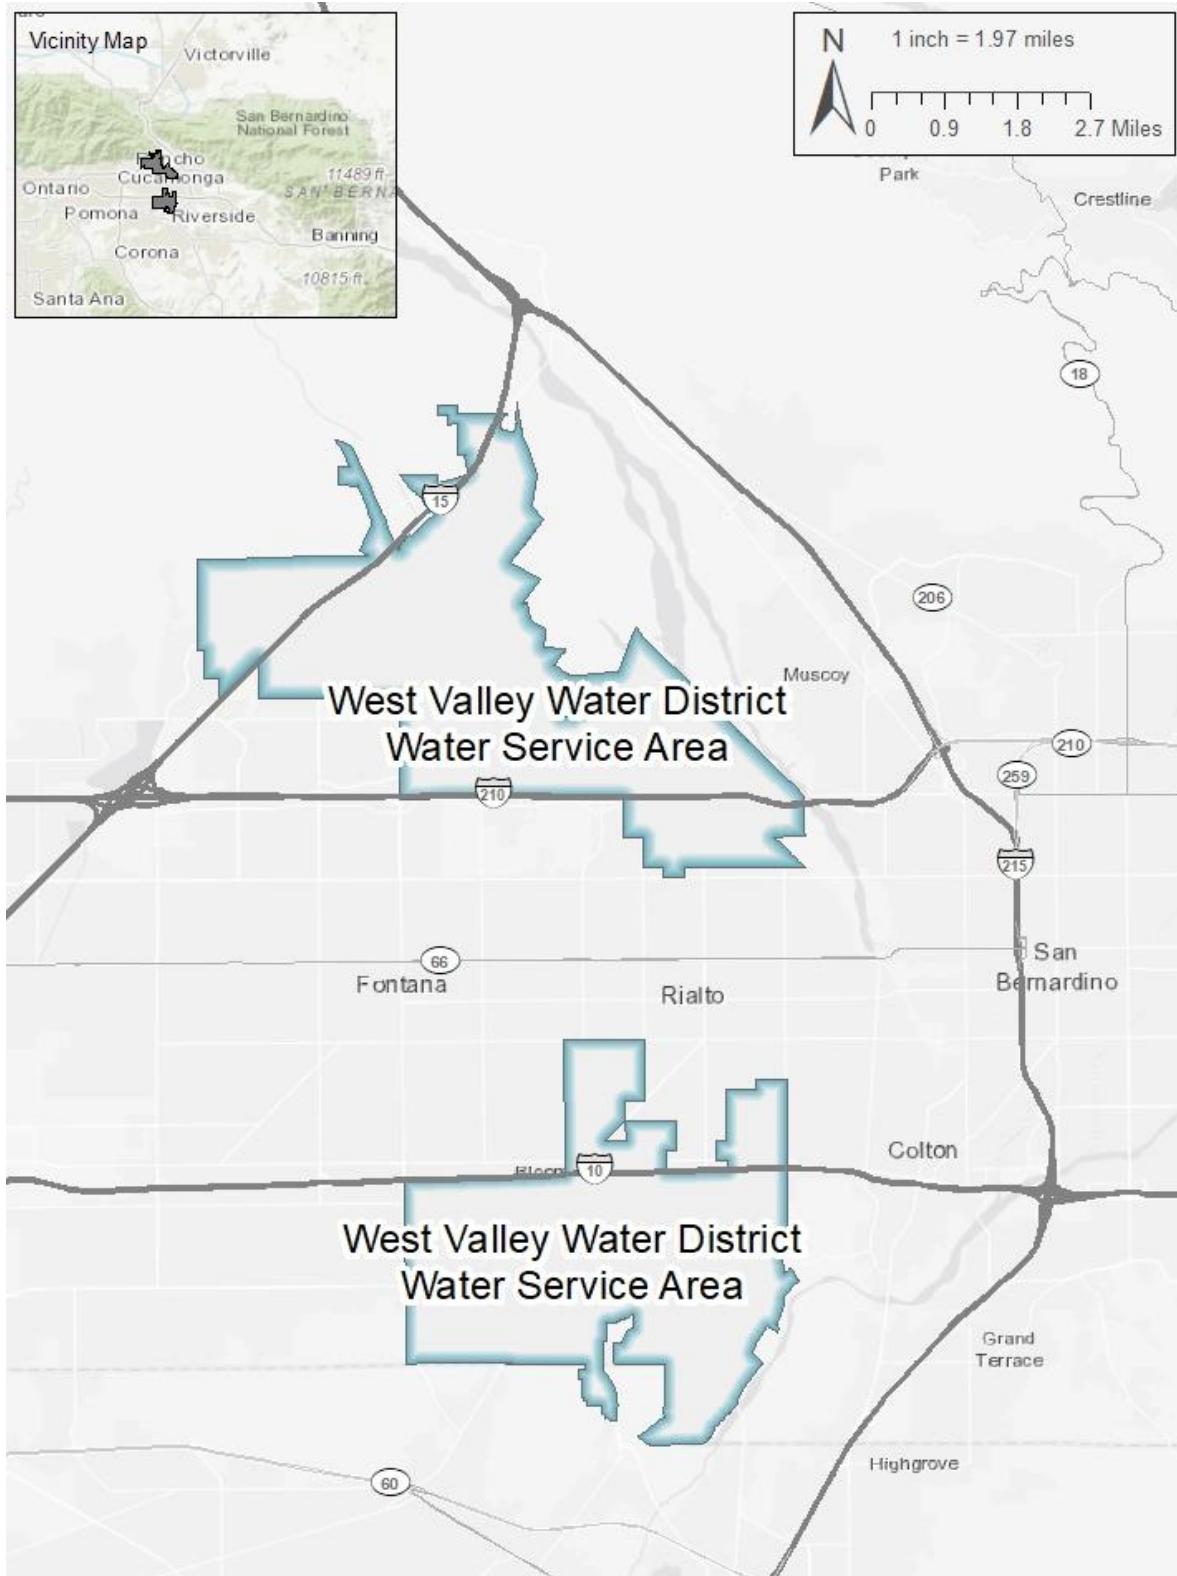 Vicinity Map
Victorville
San Bernardino
National Forest
11489 ft
Cucamonga
Ontario
SAN BERNA
Pomona
Riverside
Banning
Corona
10815 ft
Santa Ana
N
1 inch = 1.97 miles
0 0.9 1.8 2.7 Miles
Park
Crestline
18
15
206
Muscoy
West Valley Water District
Water Service Area
210
259
210
215
66
San
Bernardino
Fontana
Rialto
Colton
10
West Valley Water District
Water Service Area
Grand
Terrace
Highgrove
60